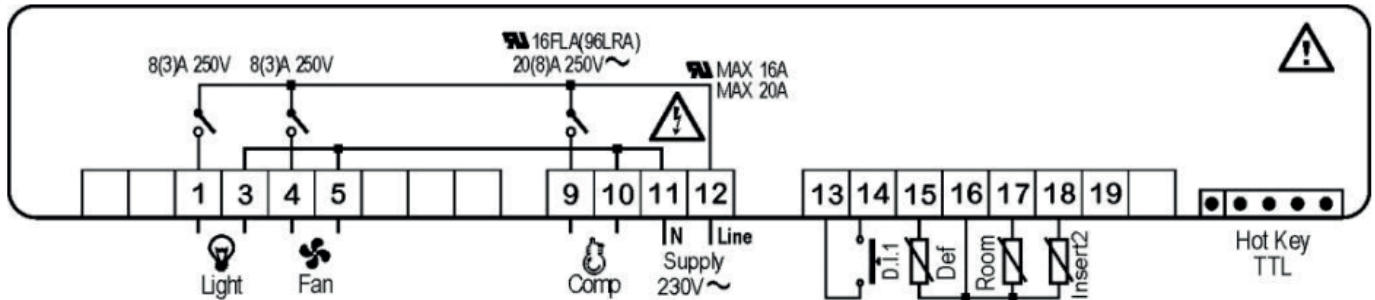 16FLA(96LRA)
8(3)A 250V 8(3)A 250V 20(8)A 250V~ MAX 16A
MAX 20A
1 3 4 5 9 10 11 12 13 14 15 16 17 18 19
N Line
Light Fan Comp Supply
230V~
D.I.1 Def Room Insert2
Hot Key
TTL